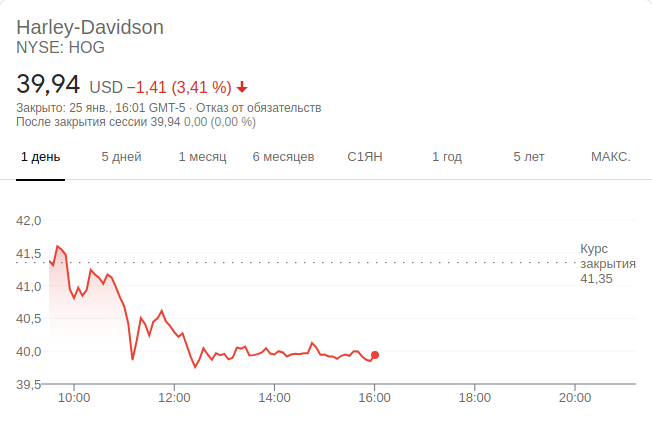 Harley-Davidson
NYSE: HOG
39,94 USD −1,41 (3,41 %)
Закрыто: 25 янв., 16:01 GMT-5 · Отказ от обязательств
После закрытия сессии 39,94 0,00 (0,00 %)
1 день 5 дней 1 месяц 6 месяцев С1ЯН 1 год 5 лет МАКС.
42,0
41,5
41,0
40,5
40,0
39,5
Курс
закрытия
41,35
10:00 12:00 14:00 16:00 18:00 20:00